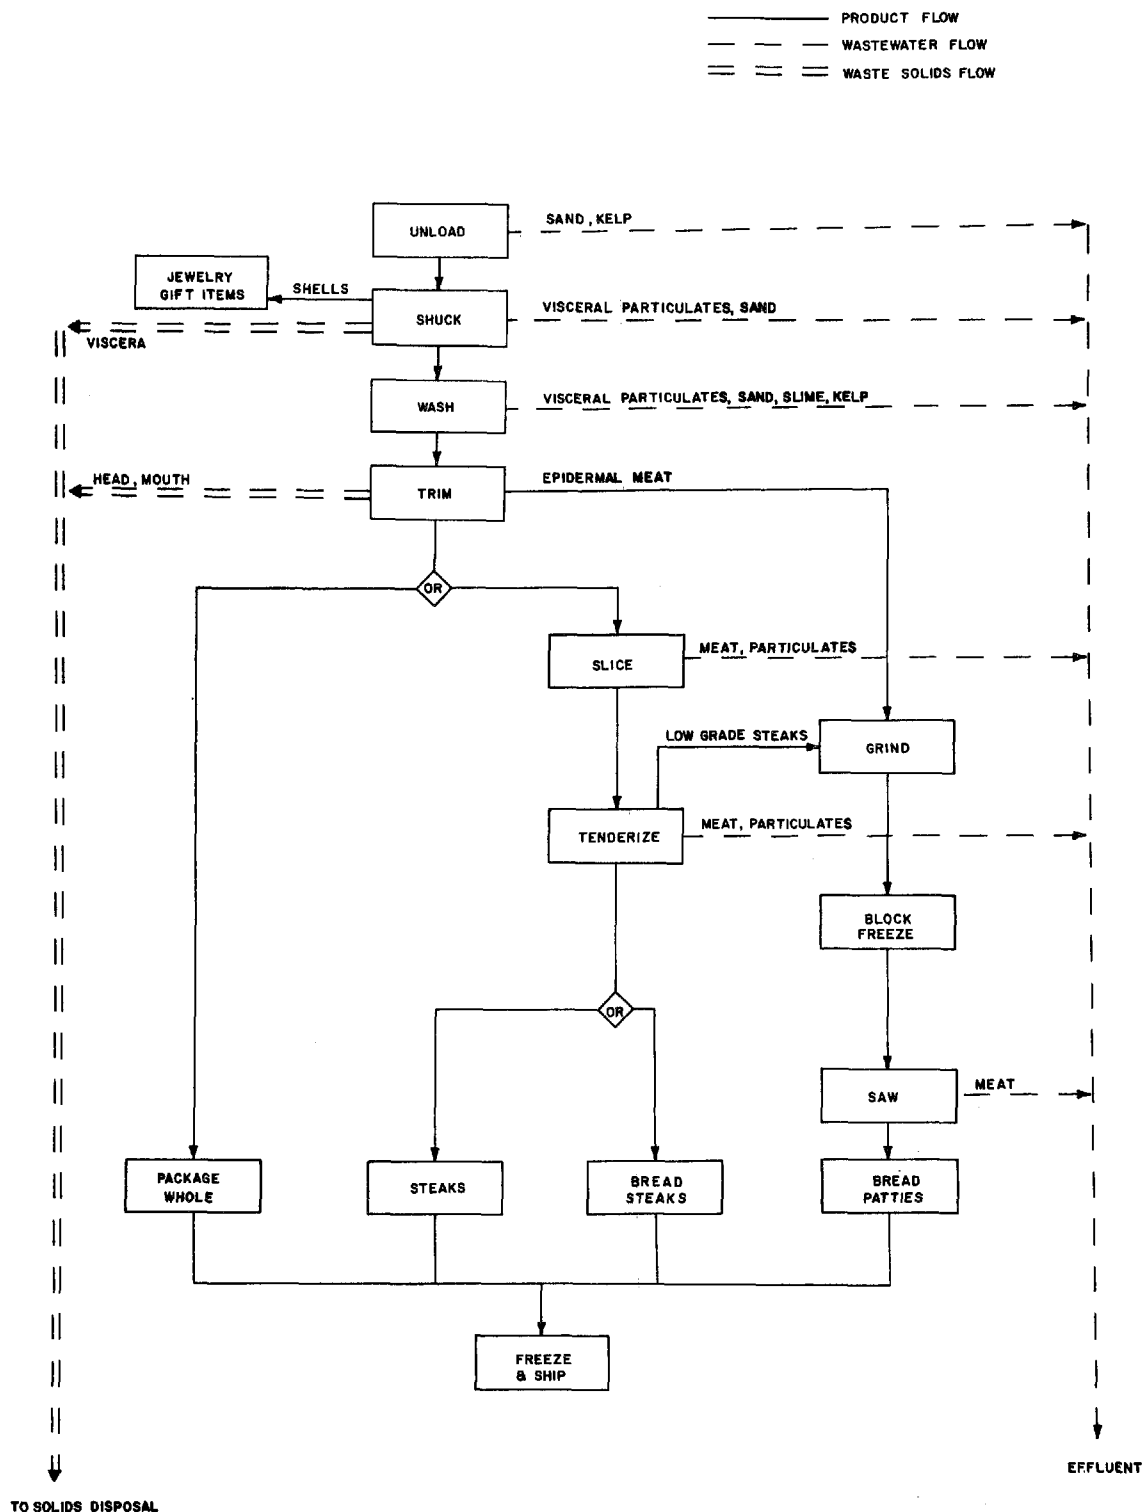 PRODUCT FLOW
WASTEWATER FLOW
WASTE SOLIDS FLOW
UNLOAD
SAND, KELP
JEWELRY
GIFT ITEMS
SHELLS
SHUCK
VISCERAL PARTICULATES, SAND
VISCERA
WASH
VISCERAL PARTICULATES, SAND, SLIME, KELP
HEAD, MOUTH
TRIM
EPIDERMAL MEAT
OR
SLICE
MEAT, PARTICULATES
LOW GRADE STEAKS
GRIND
TENDERIZE
MEAT, PARTICULATES
BLOCK
FREEZE
OR
SAW
MEAT
PACKAGE
WHOLE
STEAKS
BREAD
STEAKS
BREAD
PATTIES
FREEZE
& SHIP
EFFLUENT
TO SOLIDS DISPOSAL